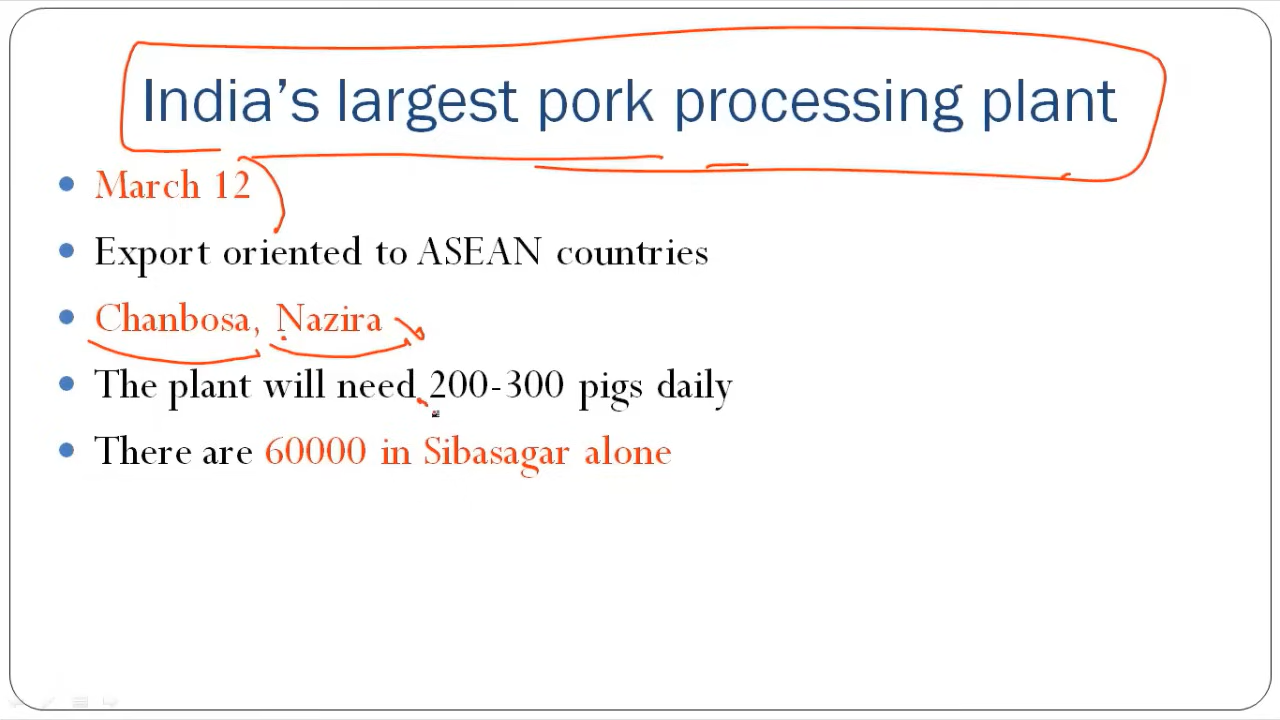 India's largest pork processing plant
March 12
Export oriented to ASEAN countries
Chanbosa, Nazira
The plant will need 200-300 pigs daily
There are 60000 in Sibasagar alone